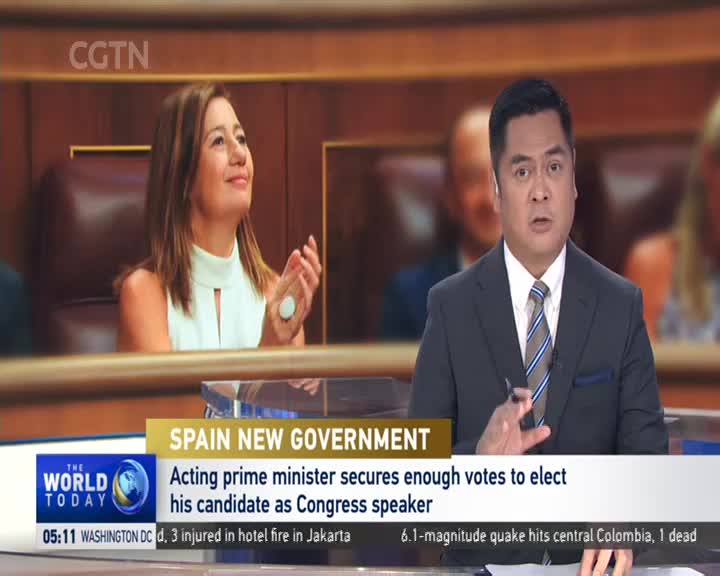 CGTN
SPAIN NEW GOVERNMENT
THE
WORLD
TODAY
Acting prime minister secures enough votes to elect
his candidate as Congress speaker
05:11 WASHINGTON DC d, 3 injured in hotel fire in Jakarta 6.1-magnitude quake hits central Colombia, 1 dead